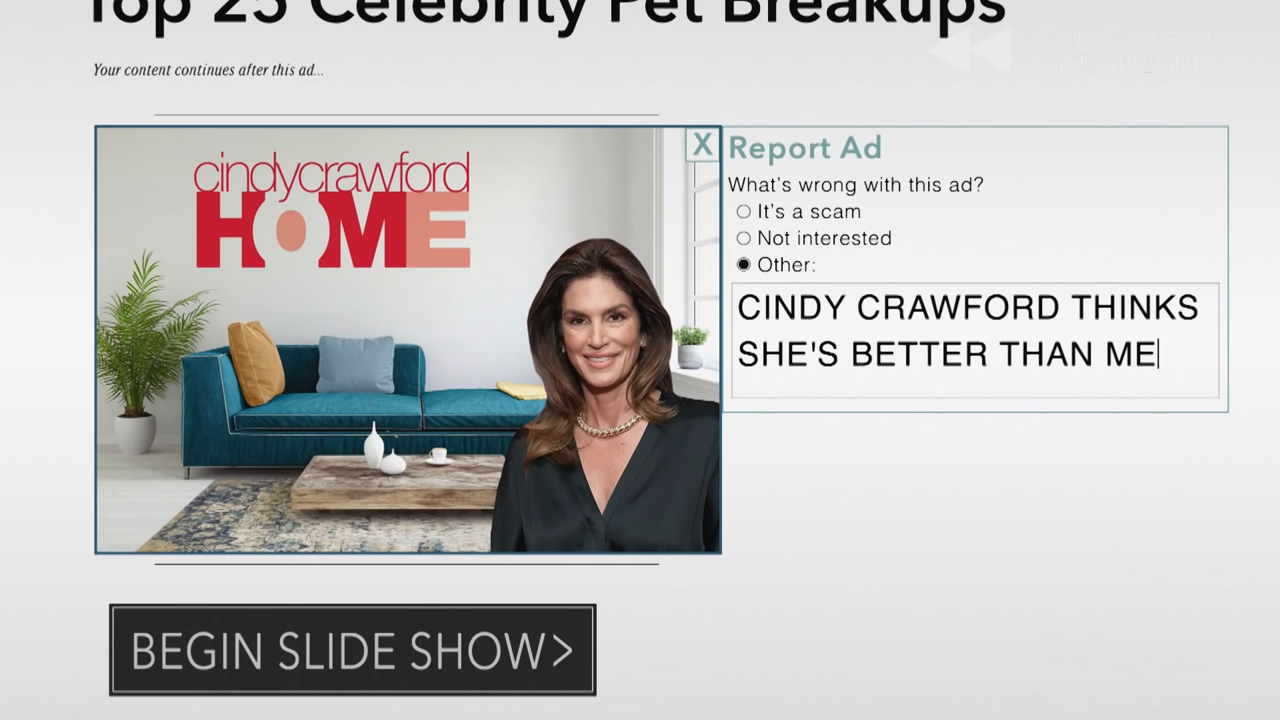 Top 25 Celebrity Pet Breakups
Your content continues after this ad...
cindycrawford
HOME
X
Report Ad
What's wrong with this ad?
It's a scam
Not interested
Other:
CINDY CRAWFORD THINKS
SHE'S BETTER THAN ME
BEGIN SLIDE SHOW>